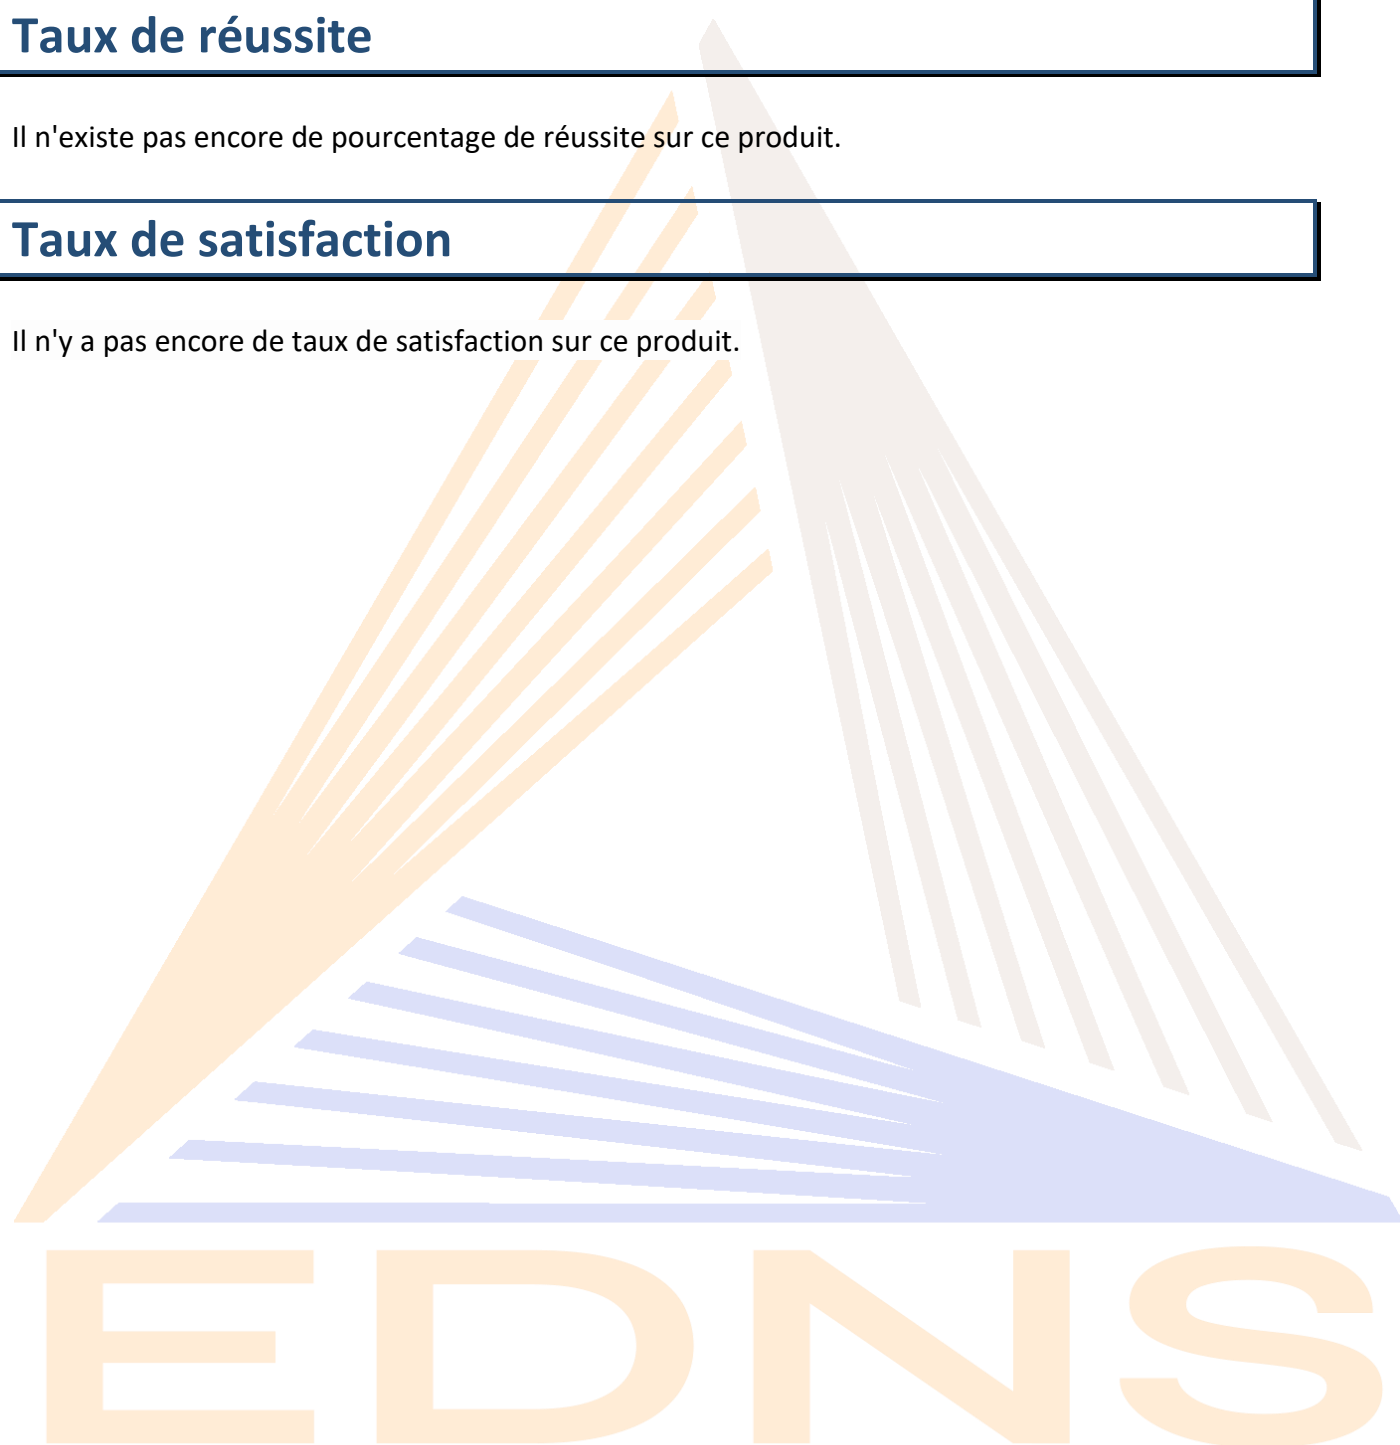 Taux de réussite
Il n'existe pas encore de pourcentage de réussite sur ce produit.
Taux de satisfaction
Il n'y a pas encore de taux de satisfaction sur ce produit.
EDNS